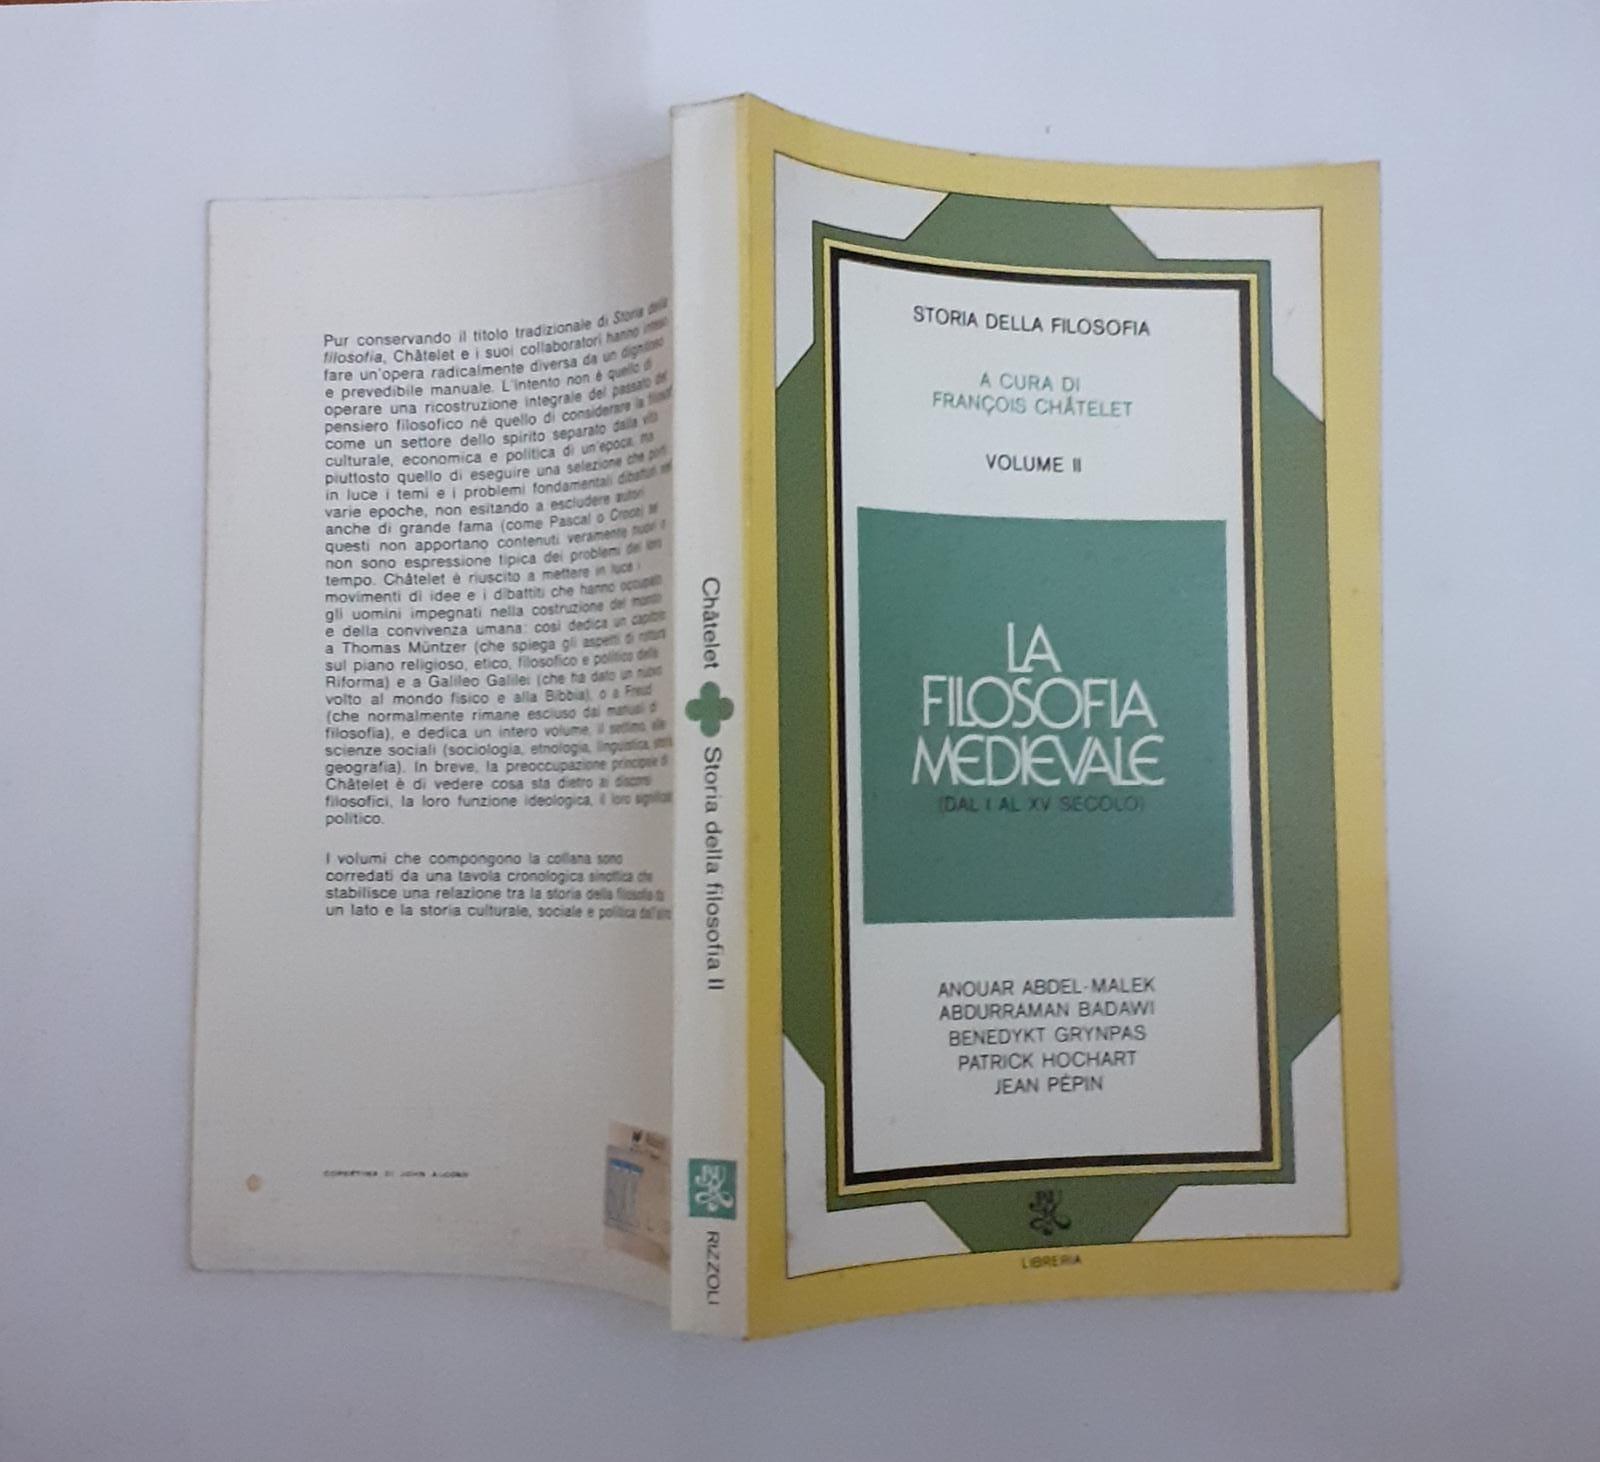 Pur conservando il titolo tradizionale di Storia della
filosofia, Châtelet e i suoi collaboratori hanno inteso
fare un'opera radicalmente diversa da un dignitoso
e prevedibile manuale. L'intento non è quello di
operare una ricostruzione integrale del passato del
pensiero filosofico né quello di considerare la
come un settore dello spirito separato dalla vita
culturale, economica e politica di un'epoca, ma
piuttosto quello di eseguire una selezione che porti
in luce i temi e i problemi fondamentali dibattuti
varie epoche, non esitando a escludere autori
anche di grande fama (come Pascal o Croce) se
questi non apportano contenuti veramente nuovi o
non sono espressione tipica dei problemi del loro
tempo. Châtelet è riuscito a mettere in luce i
movimenti di idee e i dibattiti che hanno occupato
gli uomini impegnati nella costruzione del mondo
e della convivenza umana: così dedica un capitolo
a Thomas Müntzer (che spiega gli aspetti di rottura
sul piano religioso, etico, filosofico e politico della
Riforma) e a Galileo Galilei (che ha dato un nuovo
volto al mondo fisico e alla Bibbia), o a Freud
(che normalmente rimane escluso dai manuali di
filosofia), e dedica un intero volume, il settimo, alle
scienze sociali (sociologia, etnologia, linguistica, storia,
geografia). In breve, la preoccupazione principale di
Châtelet è di vedere cosa sta dietro ai discorsi
filosofici, la loro funzione ideologica, il loro significato
politico.
I volumi che compongono la collana sono
corredati da una tavola cronologica sinottica che
stabilisce una relazione tra la storia della filosofia da
un lato e la storia culturale, sociale e politica dall'altro
COPERTINA DI JOHN ALCORN
Châtelet Storia della filosofia II
BUR
RIZZOLI
STORIA DELLA FILOSOFIA
A CURA DI
FRANÇOIS CHÂTELET
VOLUME II
LA
FILOSOFIA
MEDIEVALE
(DAL I AL XV SECOLO)
ANOUAR ABDEL-MALEK
ABDURRAMAN BADAWI
BENEDYKT GRYNPAS
PATRICK HOCHART
JEAN PÉPIN
BUR
LIBRERIA